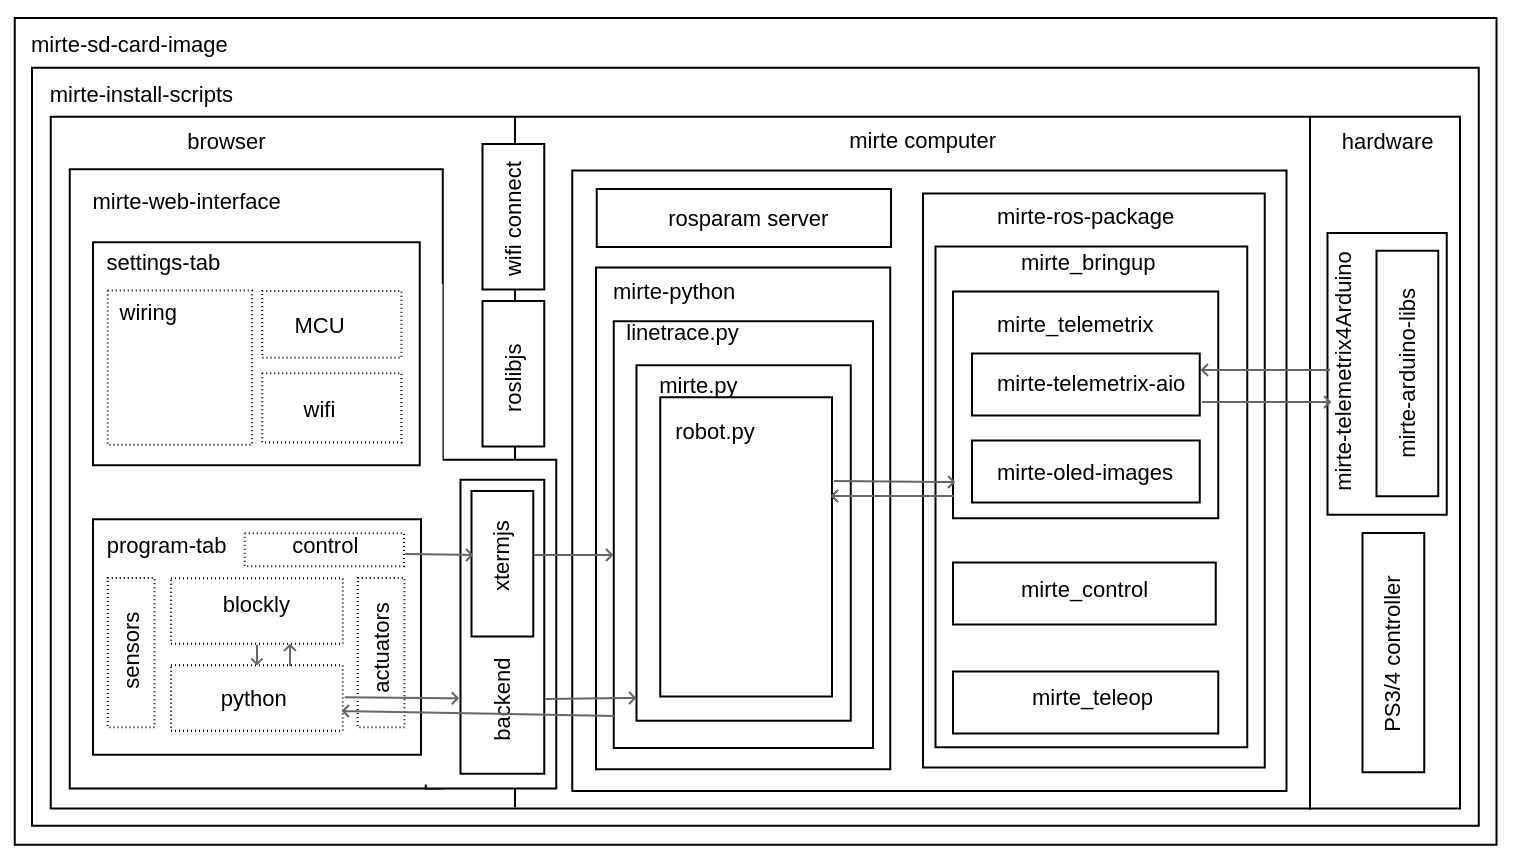 mirte-sd-card-image
mirte-install-scripts
browser
mirte-web-interface
settings-tab
wiring
MCU
wifi
program-tab
control
sensors
blockly
python
actuators
wifi connect
roslibjs
xtermjs
backend
mirte computer
rosparam server
mirte-python
linetrace.py
mirte.py
robot.py
mirte-ros-package
mirte_bringup
mirte_telemetrix
mirte-telemetrix-aio
mirte-oled-images
mirte_control
mirte_teleop
hardware
mirte-telemetrix4Arduino
mirte-arduino-libs
PS3/4 controller